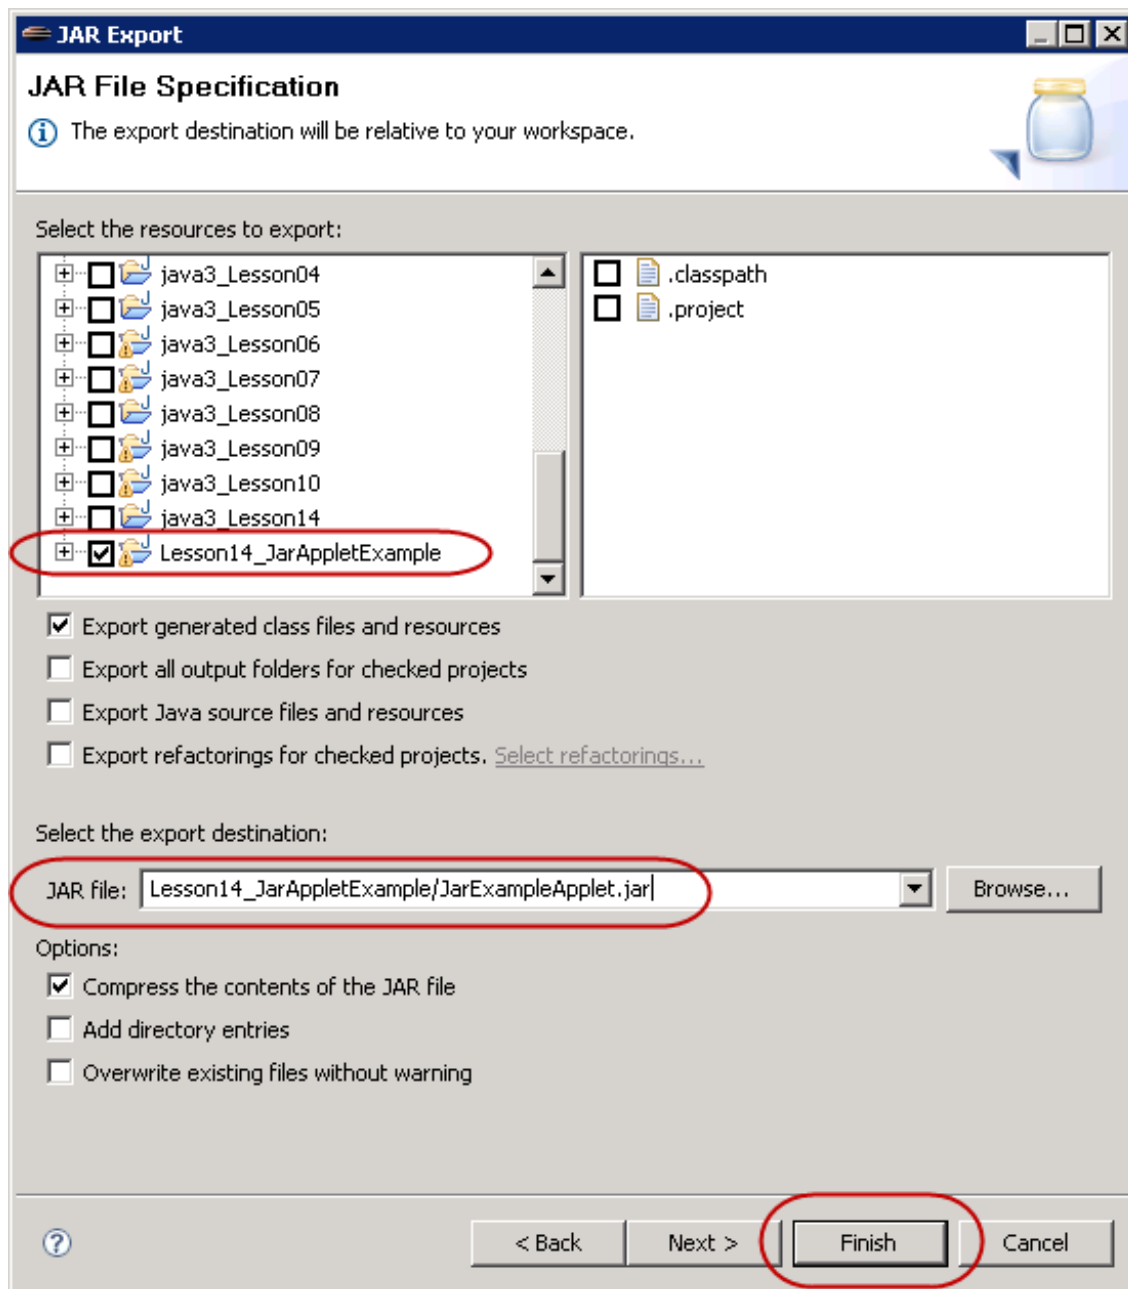 JAR Export
JAR File Specification
The export destination will be relative to your workspace.
Select the resources to export:
java3_Lesson04
java3_Lesson05
java3_Lesson06
java3_Lesson07
java3_Lesson08
java3_Lesson09
java3_Lesson10
java3_Lesson14
Lesson14_JarAppletExample
.classpath
.project
Export generated class files and resources
Export all output folders for checked projects
Export Java source files and resources
Export refactorings for checked projects. Select refactorings...
Select the export destination:
JAR file: Lesson14_JarAppletExample/JarExampleApplet.jar Browse...
Options:
Compress the contents of the JAR file
Add directory entries
Overwrite existing files without warning
? < Back Next > Finish Cancel